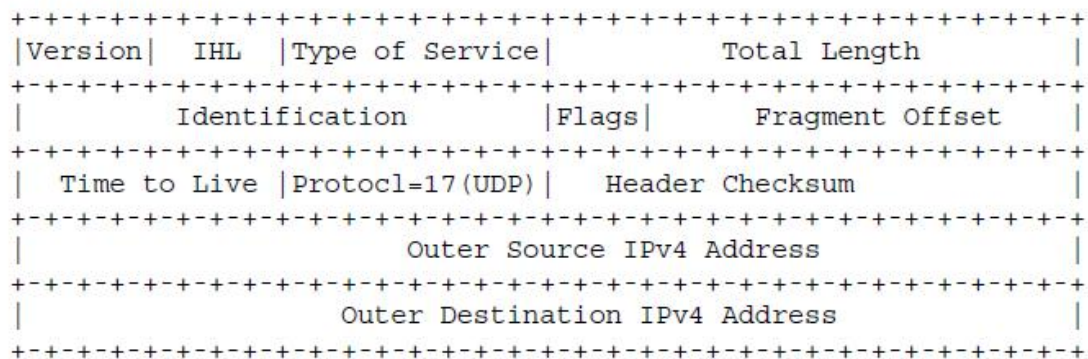 +-+-+-+-+-+-+-+-+-+-+-+-+-+-+-+-+-+-+-+-+-+-+-+-+-+-+-+-+-+-+-+-+
|Version|  IHL  |Type of Service|          Total Length         |
+-+-+-+-+-+-+-+-+-+-+-+-+-+-+-+-+-+-+-+-+-+-+-+-+-+-+-+-+-+-+-+-+
|         Identification        |Flags|      Fragment Offset    |
+-+-+-+-+-+-+-+-+-+-+-+-+-+-+-+-+-+-+-+-+-+-+-+-+-+-+-+-+-+-+-+-+
|  Time to Live |Protocl=17(UDP)|   Header Checksum             |
+-+-+-+-+-+-+-+-+-+-+-+-+-+-+-+-+-+-+-+-+-+-+-+-+-+-+-+-+-+-+-+-+
|                       Outer Source IPv4 Address               |
+-+-+-+-+-+-+-+-+-+-+-+-+-+-+-+-+-+-+-+-+-+-+-+-+-+-+-+-+-+-+-+-+
|                   Outer Destination IPv4 Address              |
+-+-+-+-+-+-+-+-+-+-+-+-+-+-+-+-+-+-+-+-+-+-+-+-+-+-+-+-+-+-+-+-+